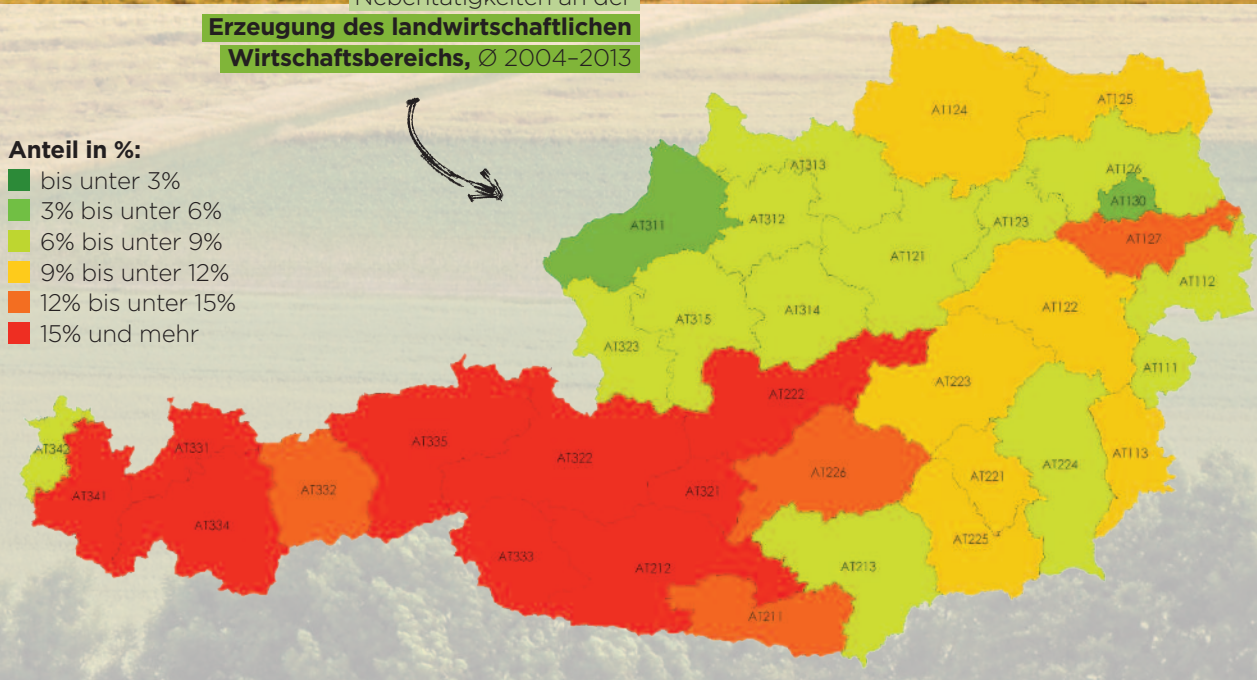 Nebentätigkeiten an der
Erzeugung des landwirtschaftlichen
Wirtschaftsbereichs, Ø 2004–2013
Anteil in %:
bis unter 3%
3% bis unter 6%
6% bis unter 9%
9% bis unter 12%
12% bis unter 15%
15% und mehr
AT124
AT125
AT313
AT126
AT130
AT311
AT312
AT123
AT127
AT121
AT112
AT315
AT314
AT122
AT323
AT111
AT222
AT223
AT342
AT331
AT335
AT322
AT226
AT221
AT224
AT113
AT341
AT332
AT321
AT334
AT225
AT333
AT212
AT213
AT211